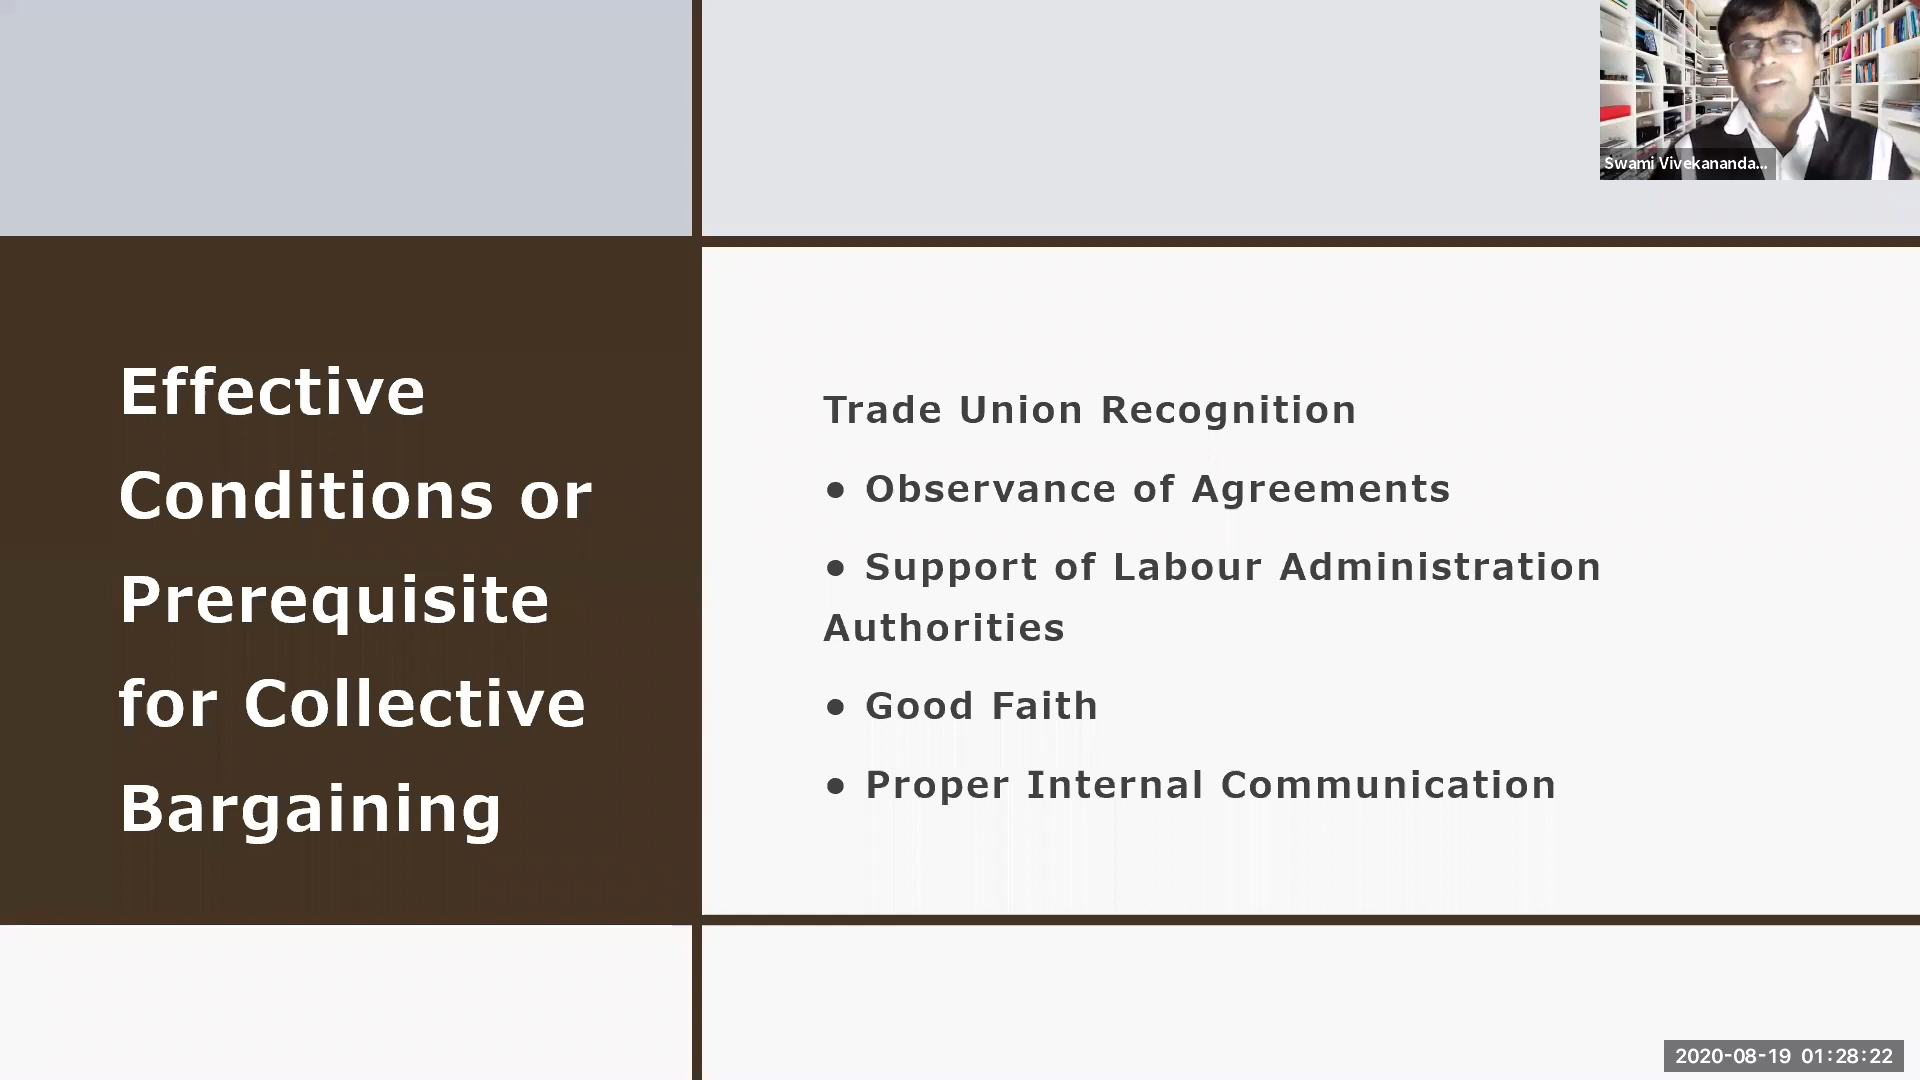 Swami Vivekananda...
Effective
Conditions or
Prerequisite
for Collective
Bargaining
Trade Union Recognition
• Observance of Agreements
• Support of Labour Administration
Authorities
• Good Faith
• Proper Internal Communication
2020-08-19 01:28:22